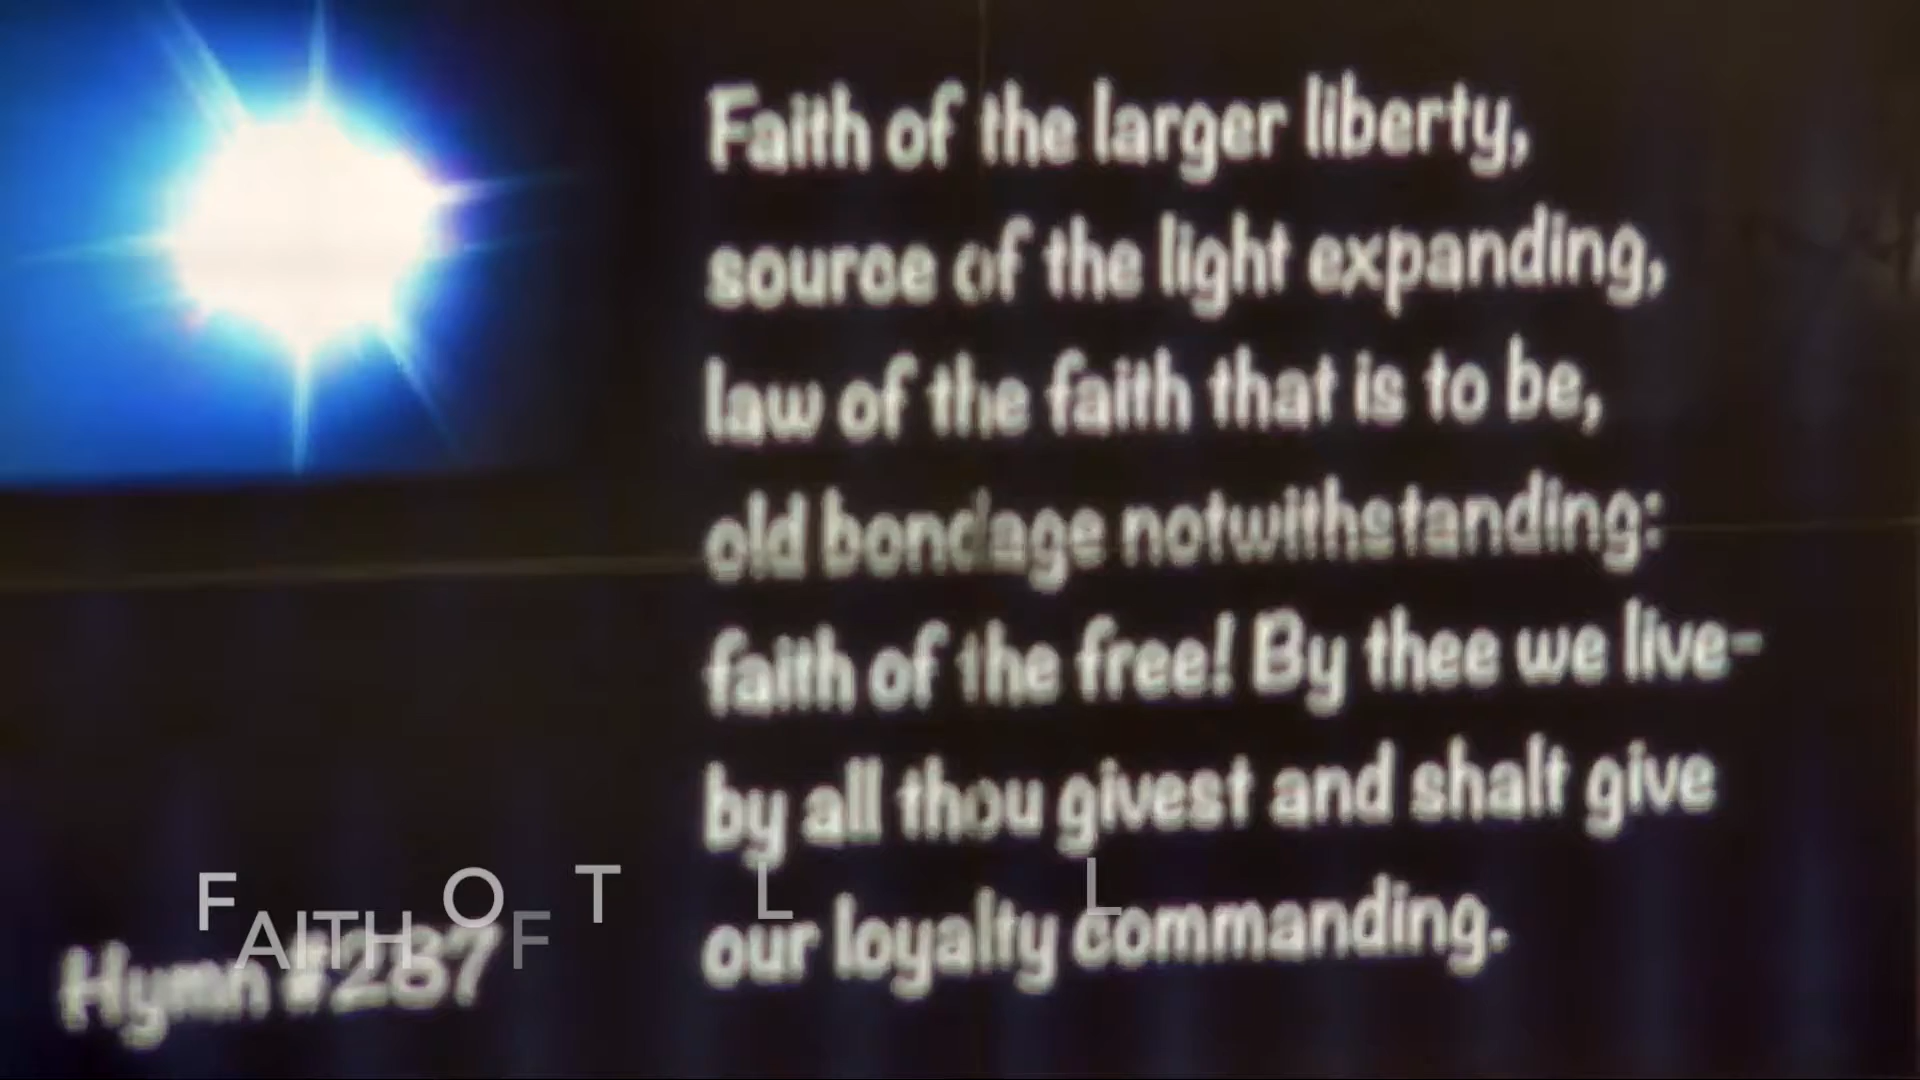 Faith of the larger liberty,
source of the light expanding,
law of the faith that is to be,
old bondage notwithstanding:
faith of the free! By thee we live-
by all thou givest and shalt give
our loyalty commanding.
Hymn #287
FAITH OF T L L